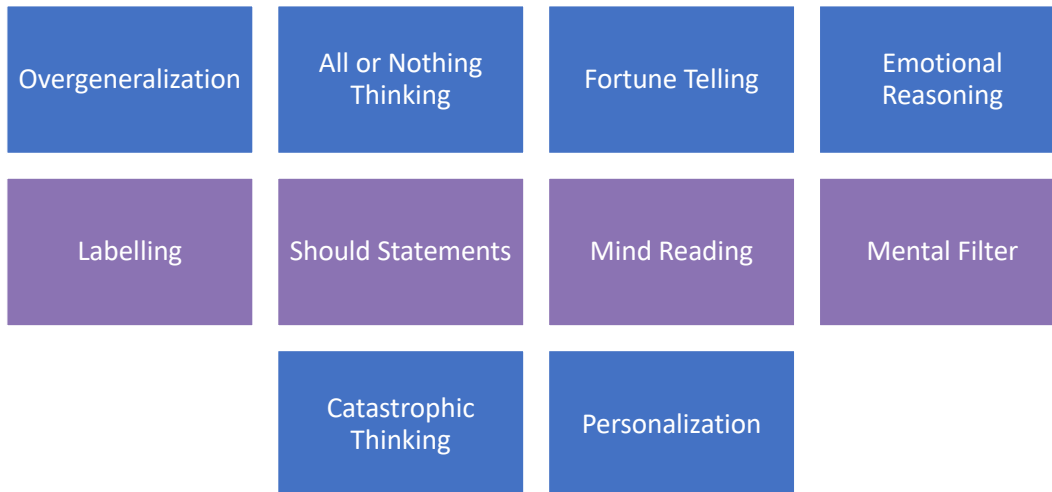 Overgeneralization
All or Nothing
Thinking
Fortune Telling
Emotional
Reasoning
Labelling
Should Statements
Mind Reading
Mental Filter
Catastrophic
Thinking
Personalization